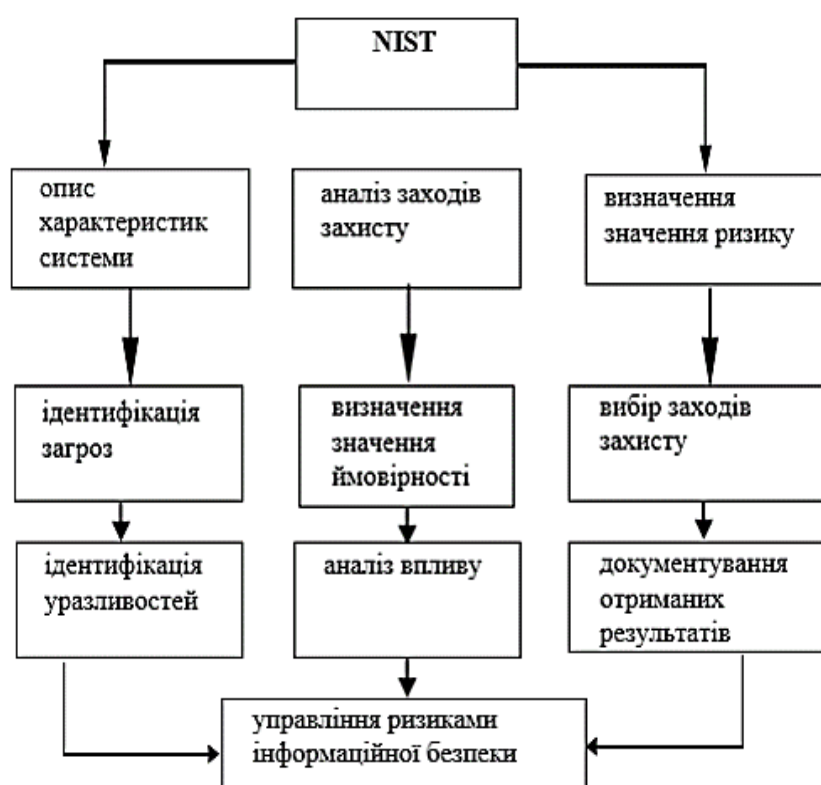 NIST
опис
характеристик
системи
аналіз заходів
захисту
визначення
значення ризику
ідентифікація
загроз
визначення
значення
ймовірності
вибір заходів
захисту
ідентифікація
уразливостей
аналіз впливу
документування
отриманих
результатів
управління ризиками
інформаційної безпеки